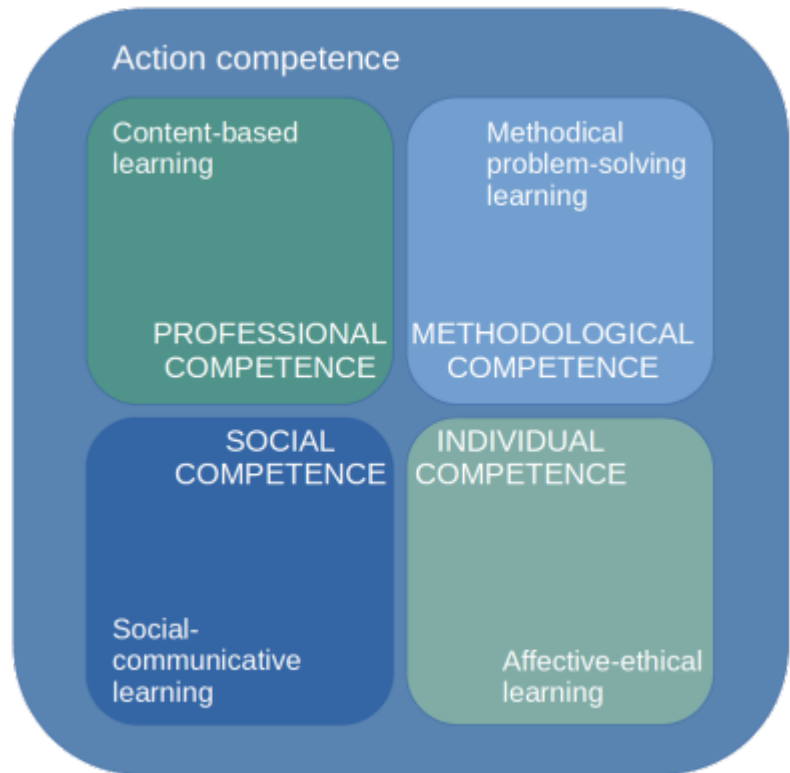 Action competence
Content-based
learning
PROFESSIONAL
COMPETENCE
Methodical
problem-solving
learning
METHODOLOGICAL
COMPETENCE
SOCIAL
COMPETENCE
Social-
communicative
learning
INDIVIDUAL
COMPETENCE
Affective-ethical
learning